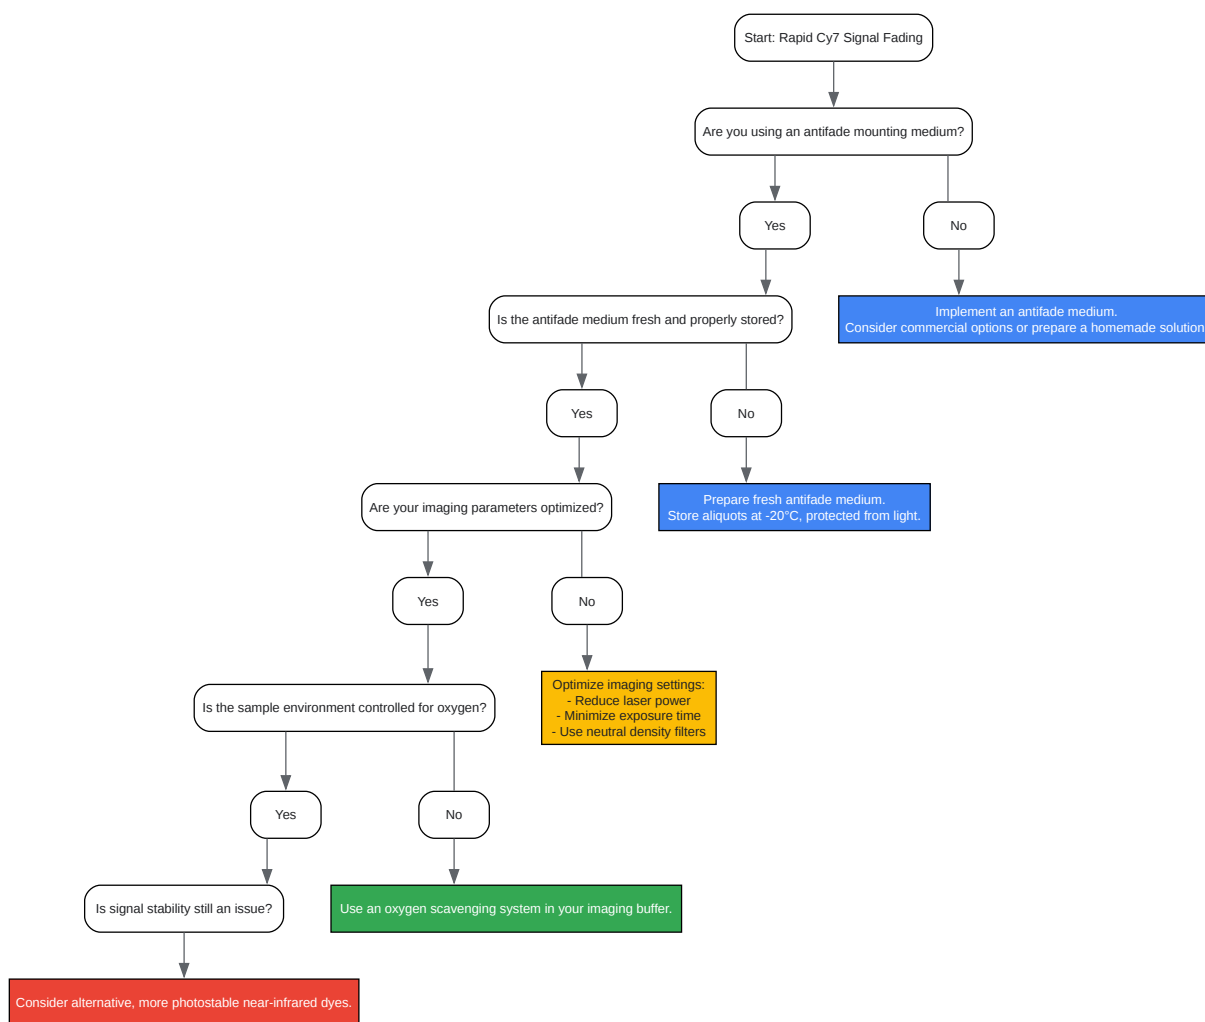 Start: Rapid Cy7 Signal Fading
Are you using an antifade mounting medium?
Yes
No
Is the antifade medium fresh and properly stored?
Implement an antifade medium.
Consider commercial options or prepare a homemade solution
Yes
No
Are your imaging parameters optimized?
Prepare fresh antifade medium.
Store aliquots at -20°C, protected from light.
Yes
No
Is the sample environment controlled for oxygen?
Optimize imaging settings:
- Reduce laser power
- Minimize exposure time
- Use neutral density filters
Yes
No
Is signal stability still an issue?
Use an oxygen scavenging system in your imaging buffer.
Consider alternative, more photostable near-infrared dyes.